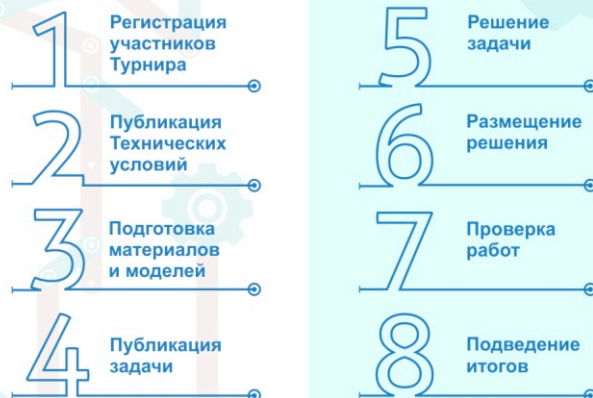 1
Регистрация
участников
Турнира
2
Публикация
Технических
условий
3
Подготовка
материалов
и моделей
4
Публикация
задачи
5
Решение
задачи
6
Размещение
решения
7
Проверка
работ
8
Подведение
итогов